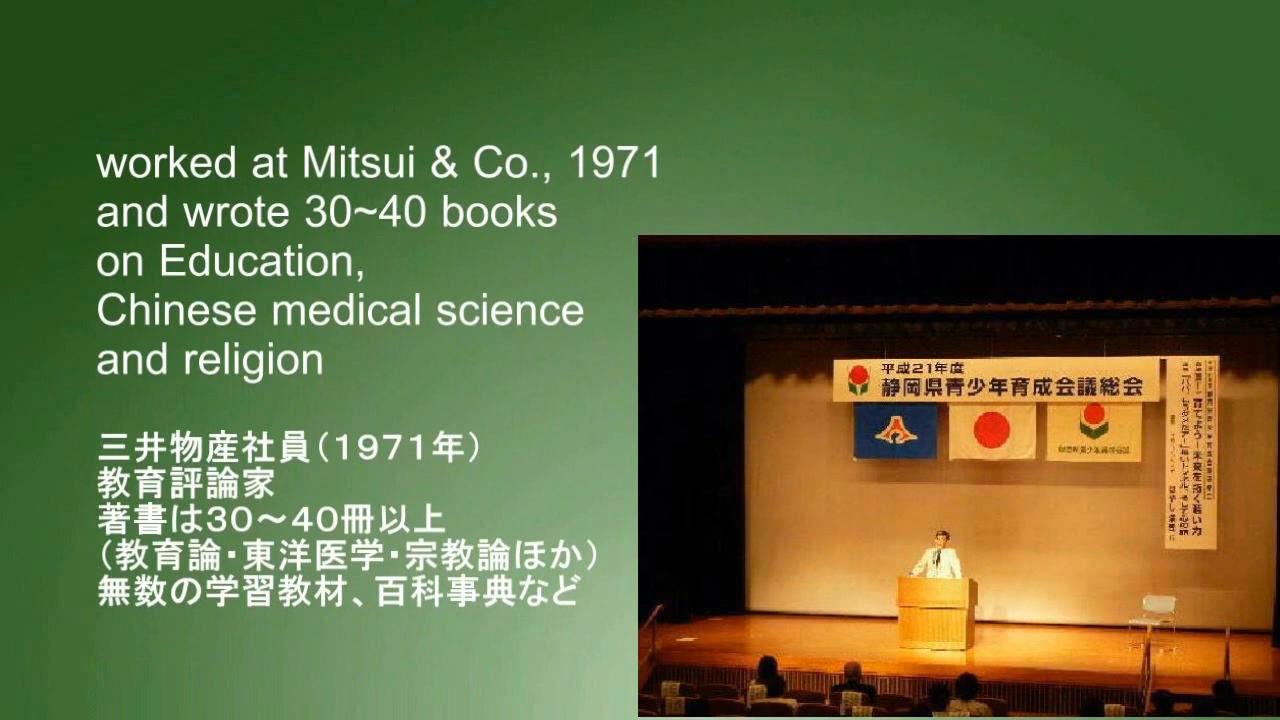 worked at Mitsui & Co., 1971
and wrote 30~40 books
on Education,
Chinese medical science
and religion
三井物産社員（１９７１年）
教育評論家
著書は３０～４０冊以上
（教育論・東洋医学・宗教論ほか）
無数の学習教材、百科事典など
平成21年度
静岡県青少年育成会議総会